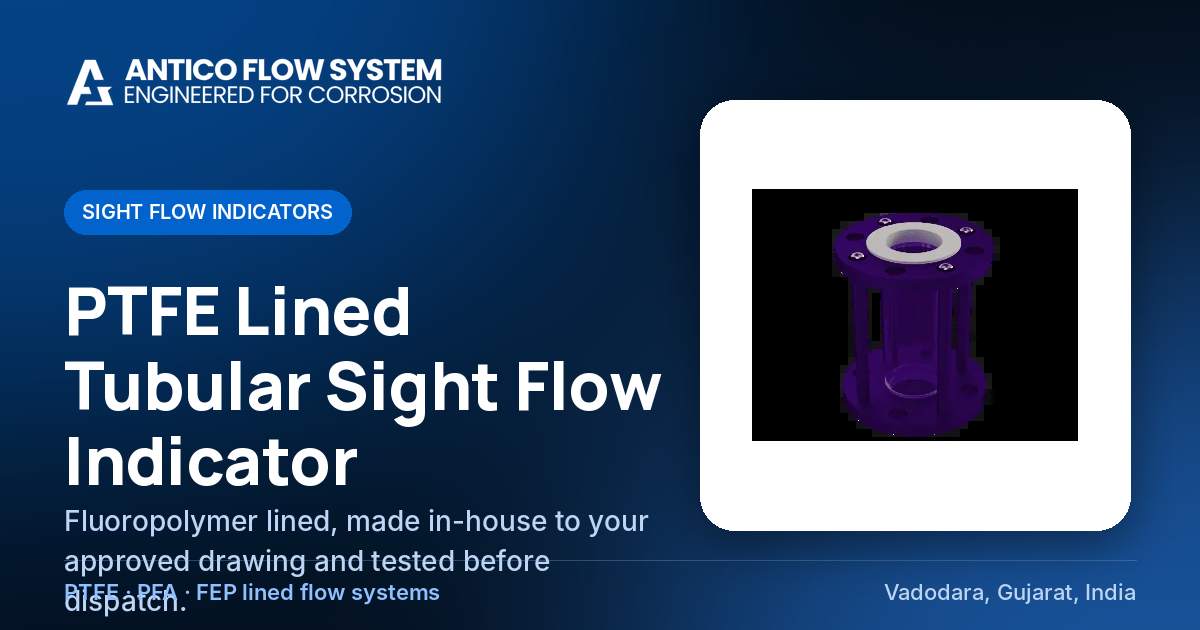 ANTICO FLOW SYSTEM
ENGINEERED FOR CORROSION
SIGHT FLOW INDICATORS
PTFE Lined
Tubular Sight Flow
Indicator
Fluoropolymer lined, made in-house to your
approved drawing and tested before
dispatch.
PTFE · PFA · FEP lined flow systems
Vadodara, Gujarat, India